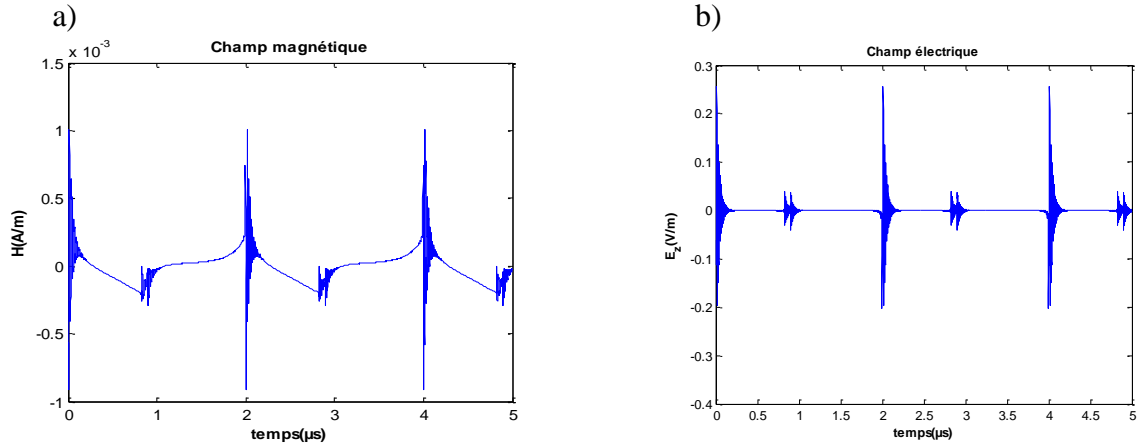 a)
Champ magnétique
x 10⁻³
1.5
1
0.5
0
-0.5
-1
H(A/m)
0 1 2 3 4 5
temps(µs)
b)
Champ électrique
0.3
0.2
0.1
0
-0.1
-0.2
-0.3
-0.4
E_z(V/m)
0 0.5 1 1.5 2 2.5 3 3.5 4 4.5 5
temps(µs)